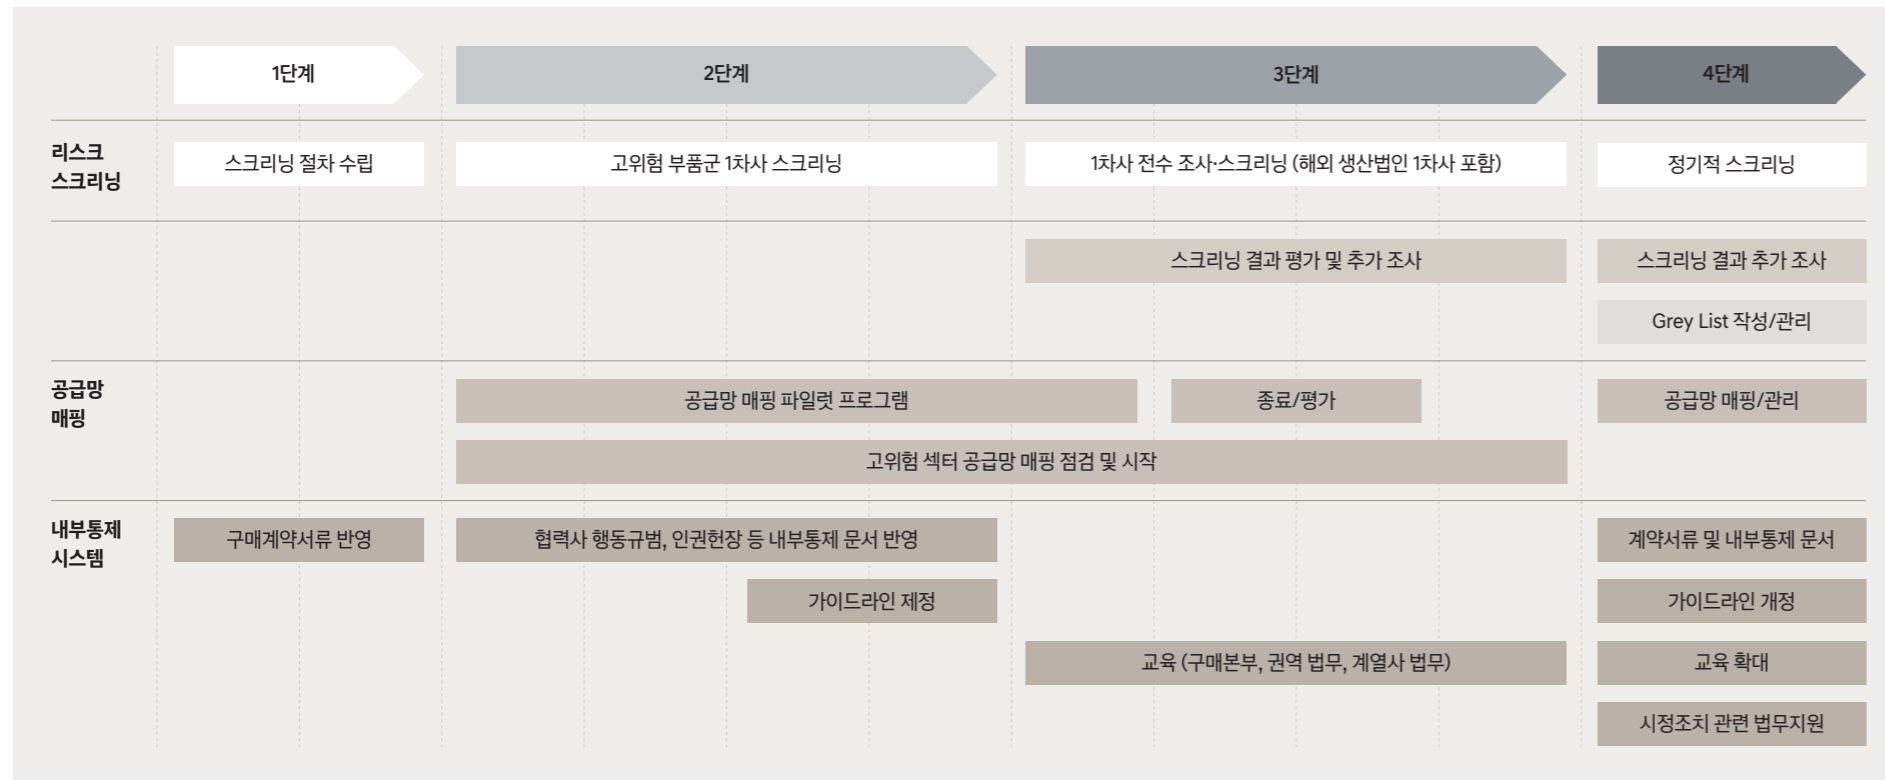 1단계
2단계
3단계
4단계
리스크
스크리닝
스크리닝 절차 수립
고위험 부품군 1차사 스크리닝
1차사 전수 조사·스크리닝 (해외 생산법인 1차사 포함)
정기적 스크리닝
스크리닝 결과 평가 및 추가 조사
스크리닝 결과 추가 조사
Grey List 작성/관리
공급망
매핑
공급망 매핑 파일럿 프로그램
종료/평가
공급망 매핑/관리
고위험 섹터 공급망 매핑 점검 및 시작
내부통제
시스템
구매계약서류 반영
협력사 행동규범, 인권헌장 등 내부통제 문서 반영
계약서류 및 내부통제 문서
가이드라인 제정
가이드라인 개정
교육 (구매본부, 권역 법무, 계열사 법무)
교육 확대
시정조치 관련 법무지원